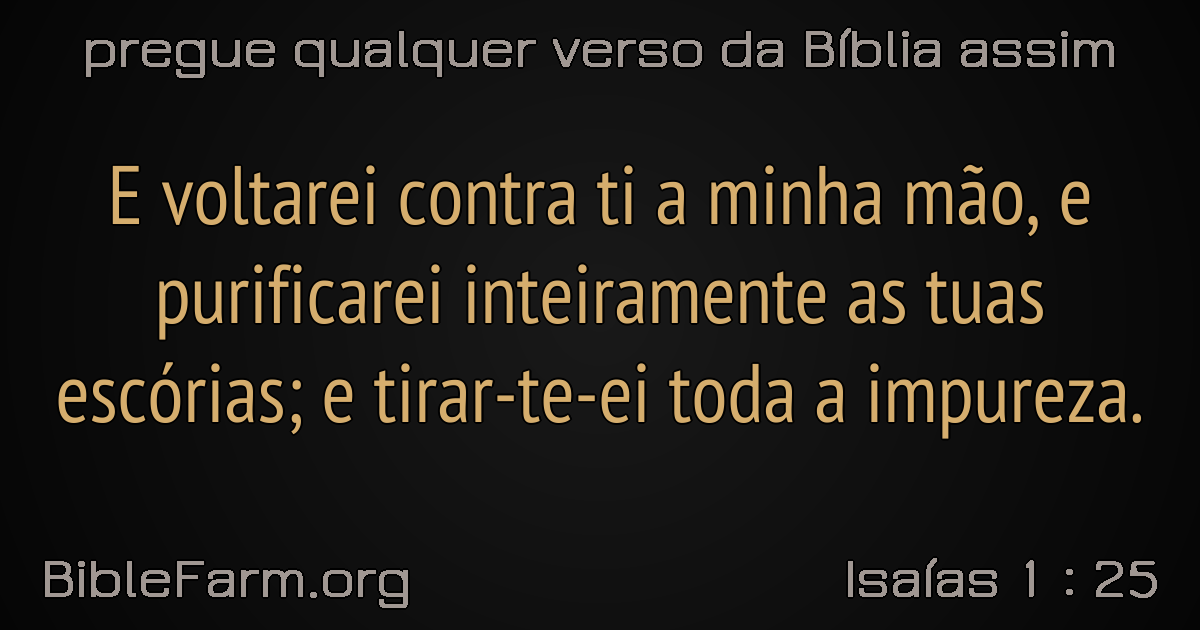 pregue qualquer verso da Bíblia assim
E voltarei contra ti a minha mão, e
purificarei inteiramente as tuas
escórias; e tirar-te-ei toda a impureza.
BibleFarm.org
Isaías 1 : 25